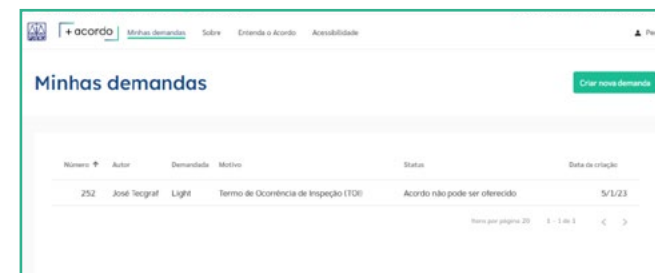 + acordo Minhas demandas Sobre Entenda o Acordo Acessibilidade
Minhas demandas Criar nova demanda
Número ↑ Autor Demandada Motivo Status Data da criação
252 José Tecgraf Light Termo de Ocorrência de Inspeção (TOI) Acordo não pode ser oferecido 5/1/23
Itens por página 20 1 – 1 de 1 < >